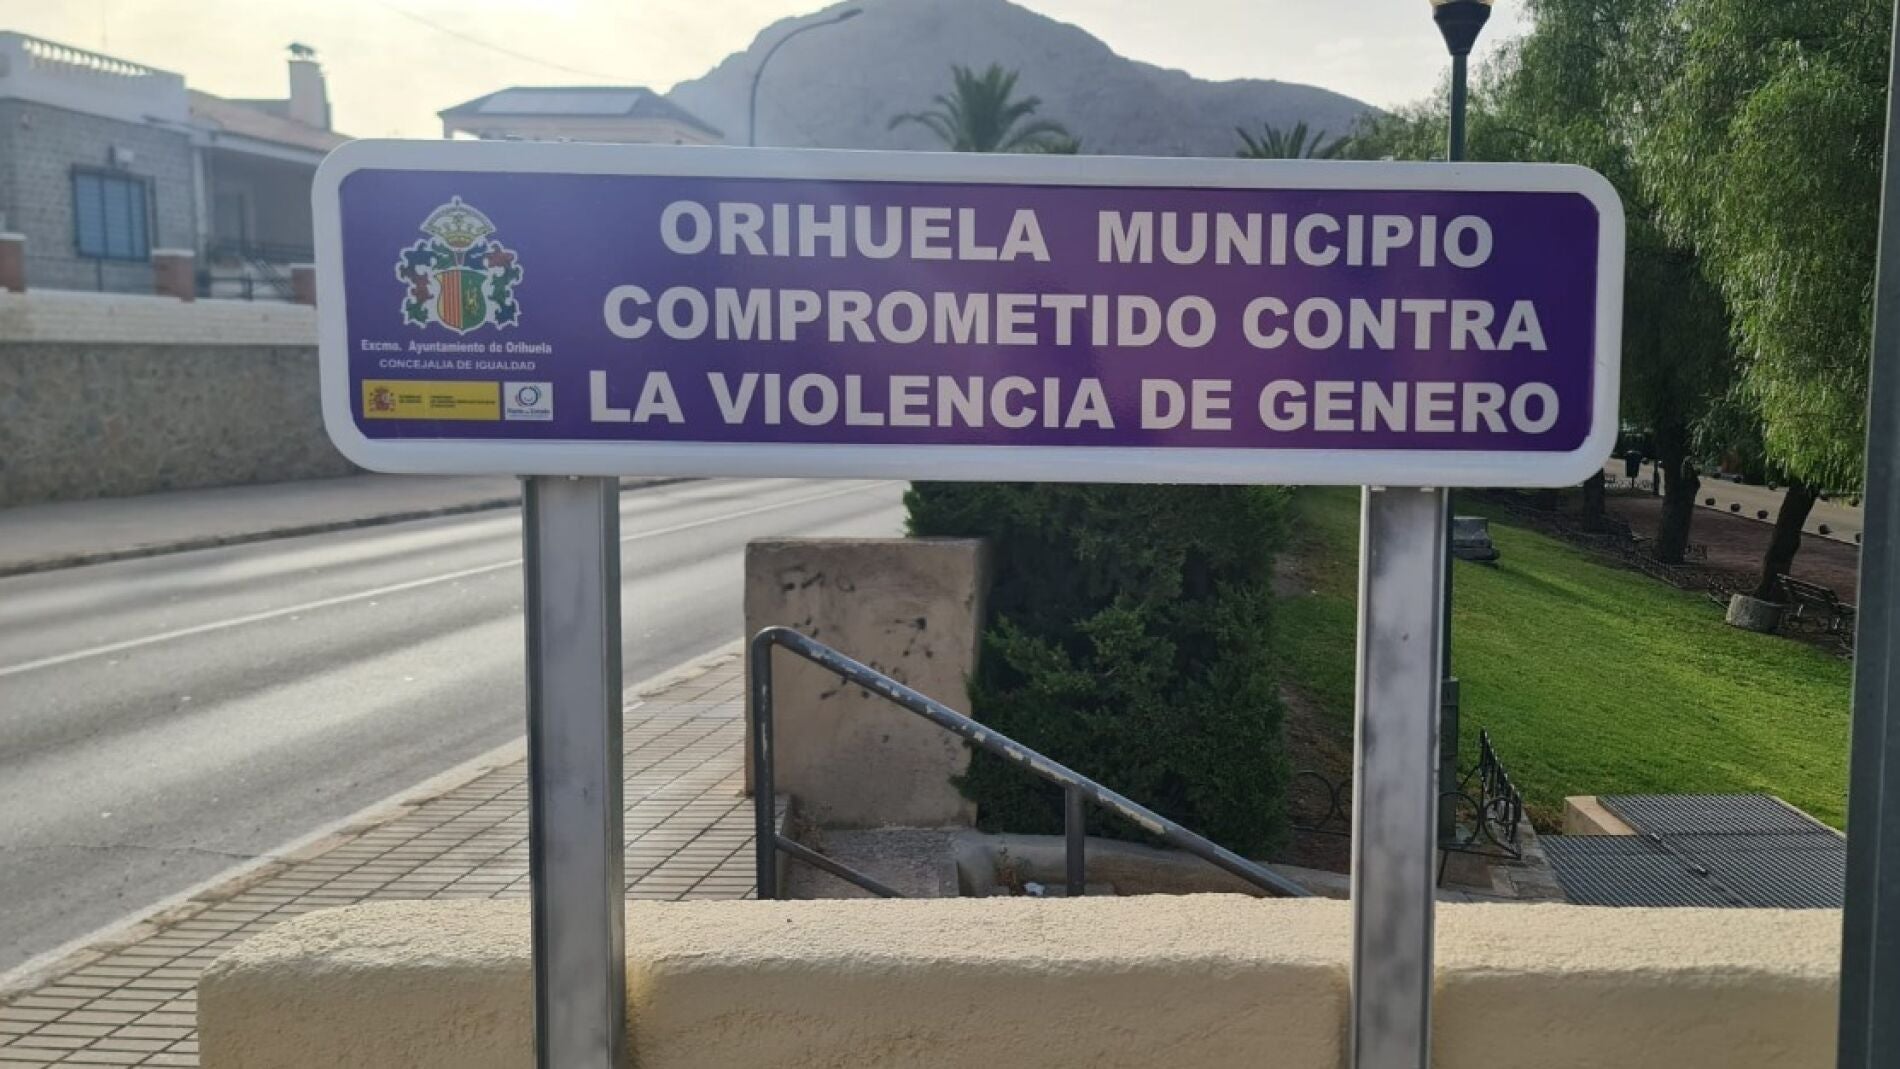 ORIHUELA MUNICIPIO
COMPROMETIDO CONTRA
LA VIOLENCIA DE GENERO
Excmo. Ayuntamiento de Orihuela
CONCEJALIA DE IGUALDAD